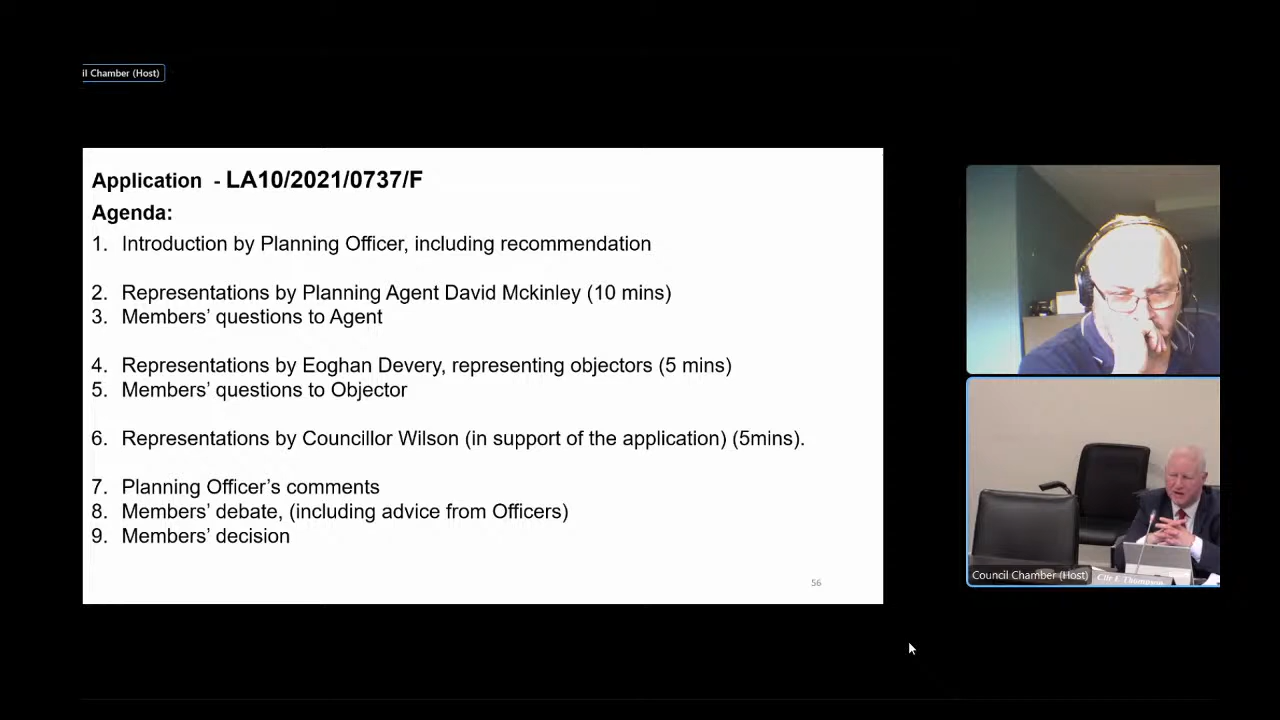 il Chamber (Host)
Application - LA10/2021/0737/F
Agenda:
1. Introduction by Planning Officer, including recommendation
2. Representations by Planning Agent David Mckinley (10 mins)
3. Members' questions to Agent
4. Representations by Eoghan Devery, representing objectors (5 mins)
5. Members' questions to Objector
6. Representations by Councillor Wilson (in support of the application) (5mins).
7. Planning Officer's comments
8. Members' debate, (including advice from Officers)
9. Members' decision
56
Council Chamber (Host)
Cllr E Thompson